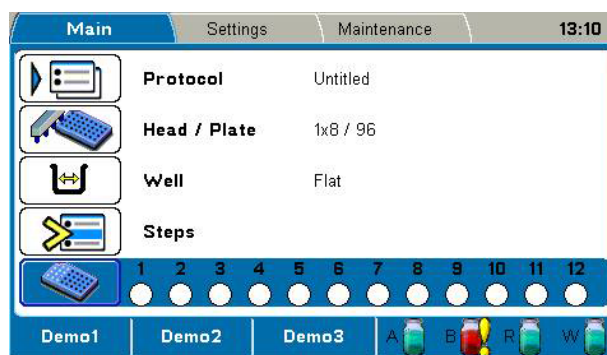 Main Settings Maintenance 13:10
Protocol Untitled
Head / Plate 1x8 / 96
Well Flat
Steps
1 2 3 4 5 6 7 8 9 10 11 12
Demo1 Demo2 Demo3 A B R W